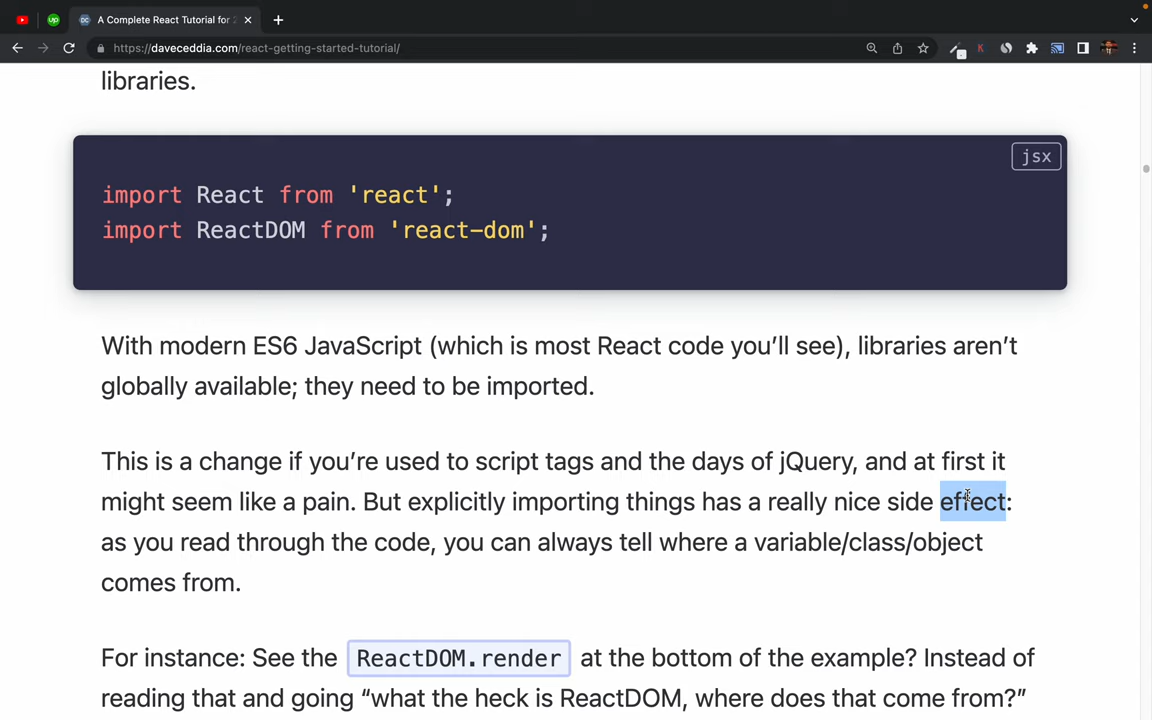 A Complete React Tutorial for 2
https://daveceddia.com/react-getting-started-tutorial/
libraries.
jsx
import React from 'react';
import ReactDOM from 'react-dom';
With modern ES6 JavaScript (which is most React code you’ll see), libraries aren’t
globally available; they need to be imported.
This is a change if you’re used to script tags and the days of jQuery, and at first it
might seem like a pain. But explicitly importing things has a really nice side effect:
as you read through the code, you can always tell where a variable/class/object
comes from.
For instance: See the ReactDOM.render at the bottom of the example? Instead of
reading that and going “what the heck is ReactDOM, where does that come from?”